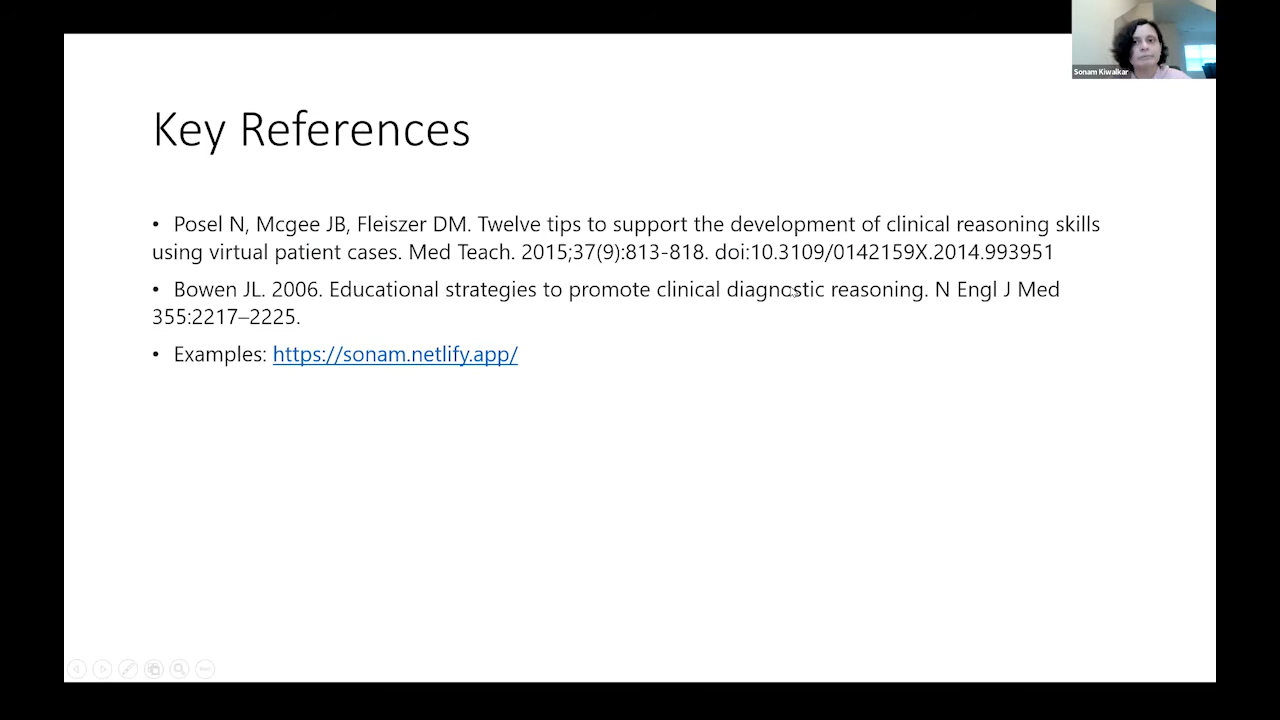 Sonam Kiwalkar
Key References
• Posel N, Mcgee JB, Fleiszer DM. Twelve tips to support the development of clinical reasoning skills
using virtual patient cases. Med Teach. 2015;37(9):813-818. doi:10.3109/0142159X.2014.993951
• Bowen JL. 2006. Educational strategies to promote clinical diagnostic reasoning. N Engl J Med
355:2217–2225.
• Examples: https://sonam.netlify.app/